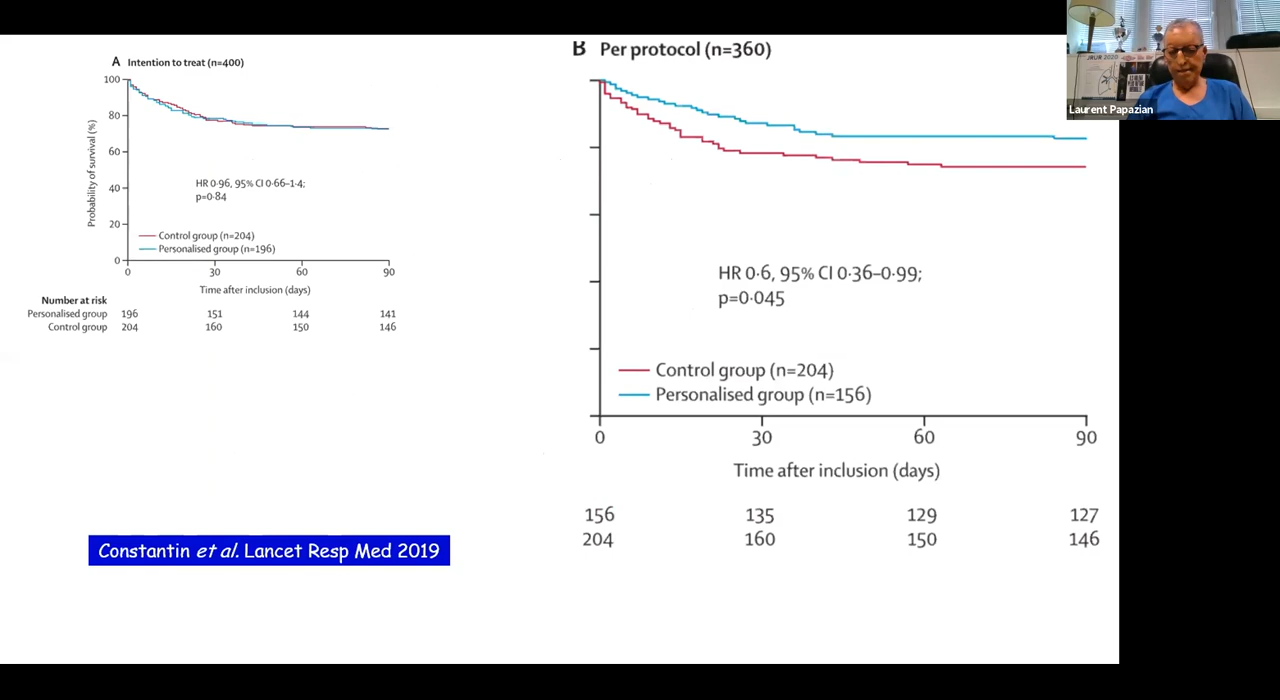 A Intention to treat (n=400)
100
80
60
40
20
0
Probability of survival (%)
HR 0·96, 95% CI 0·66–1·4;
p=0·84
Control group (n=204)
Personalised group (n=196)
0 30 60 90
Time after inclusion (days)
Number at risk
Personalised group 196 151 144 141
Control group 204 160 150 146
B Per protocol (n=360)
HR 0·6, 95% CI 0·36–0·99;
p=0·045
Control group (n=204)
Personalised group (n=156)
0 30 60 90
Time after inclusion (days)
156 135 129 127
204 160 150 146
Constantin et al. Lancet Resp Med 2019
JRUR 2020
Laurent Papazian